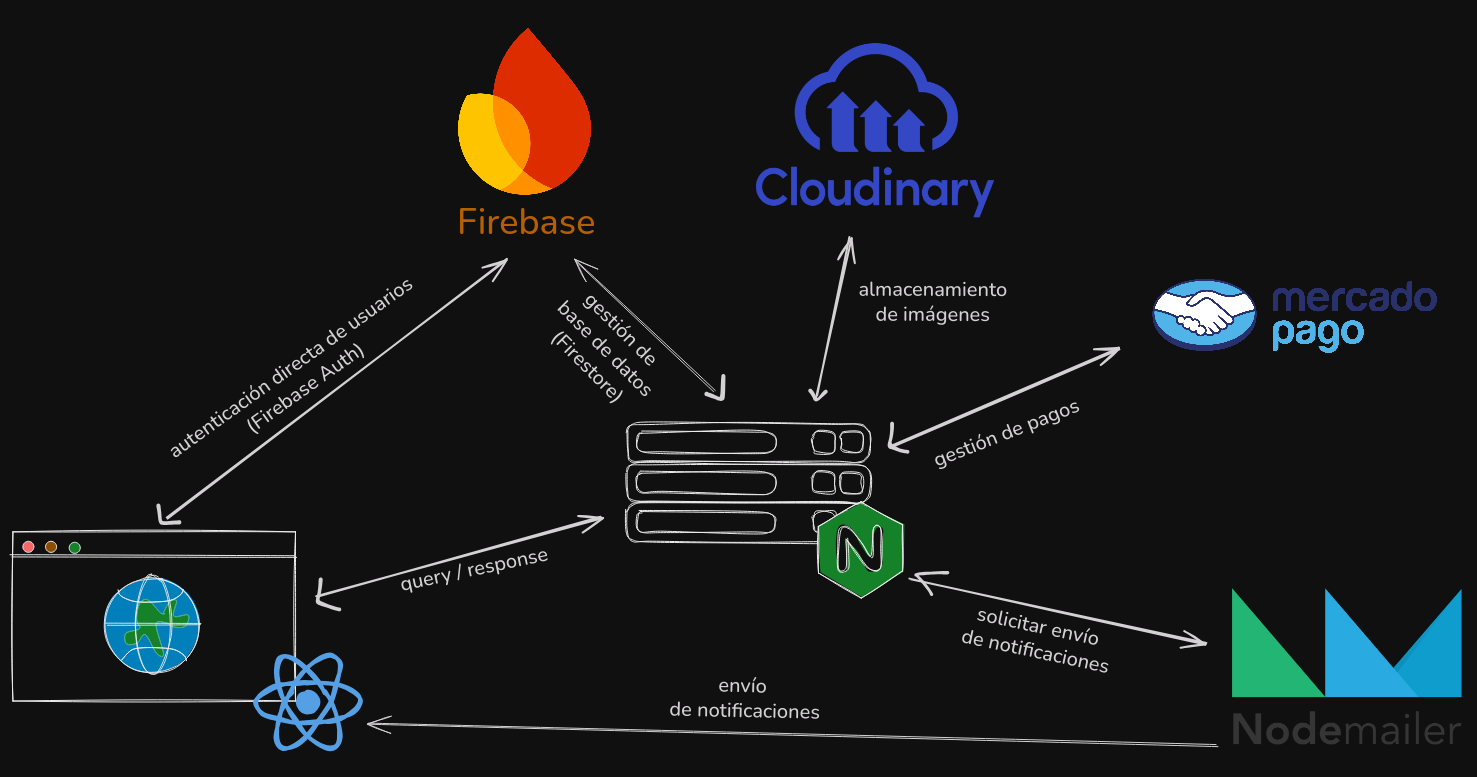 Firebase
Cloudinary
autenticación directa de usuarios
(Firebase Auth)
gestión de
base de datos
(Firestore)
almacenamiento
de imágenes
mercado
pago
gestión de pagos
query / response
N
solicitar envío
de notificaciones
envío
de notificaciones
Nodemailer